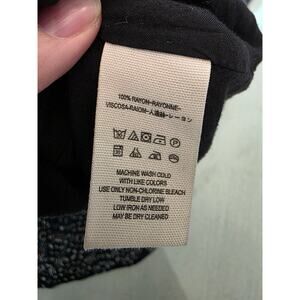 100% RAYON-RAYONNE-
VISCOSA-RAIOM-人造絲-レーヨン
30
P
MACHINE WASH COLD
WITH LIKE COLORS
USE ONLY NON-CHLORINE BLEACH
TUMBLE DRY LOW
LOW IRON AS NEEDED
MAY BE DRY CLEANED